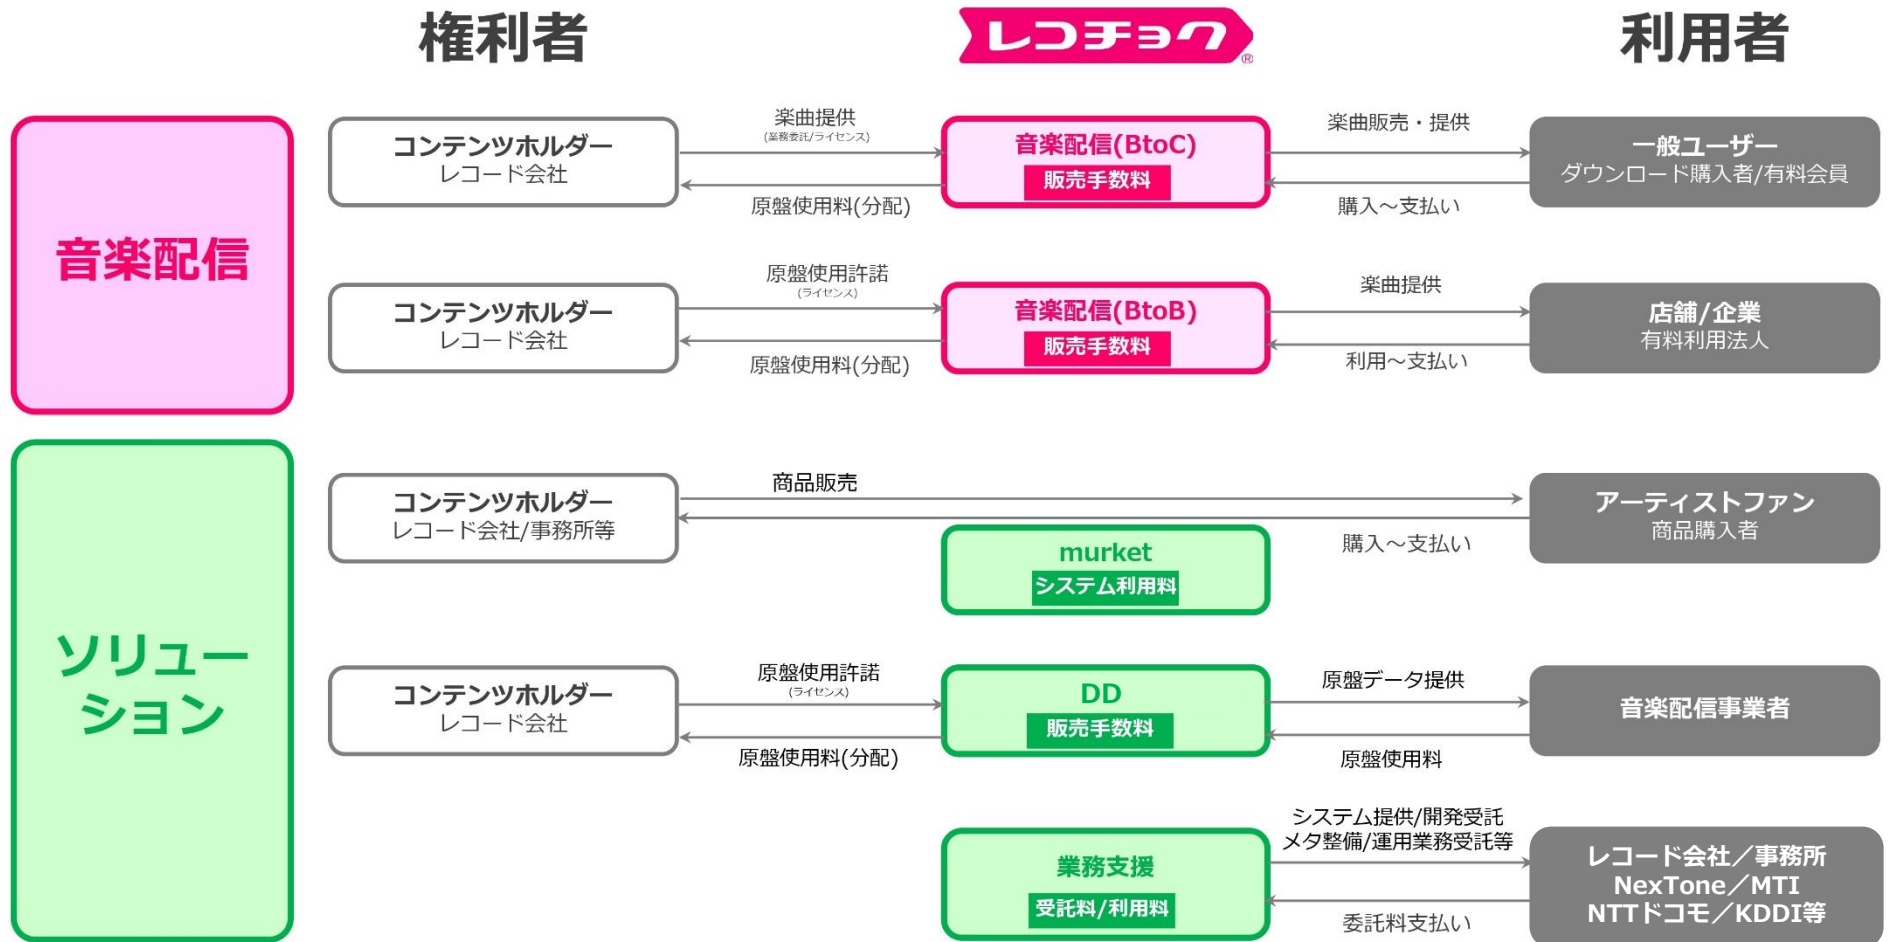 権利者
レコチョク®
利用者
音楽配信
コンテンツホルダー
レコード会社
楽曲提供
(業務委託/ライセンス)
原盤使用料(分配)
音楽配信(BtoC)
販売手数料
楽曲販売・提供
購入～支払い
一般ユーザー
ダウンロード購入者/有料会員
コンテンツホルダー
レコード会社
原盤使用許諾
(ライセンス)
原盤使用料(分配)
音楽配信(BtoB)
販売手数料
楽曲提供
利用～支払い
店舗/企業
有料利用法人
ソリュー
ション
コンテンツホルダー
レコード会社/事務所等
商品販売
購入～支払い
murket
システム利用料
アーティストファン
商品購入者
コンテンツホルダー
レコード会社
原盤使用許諾
(ライセンス)
原盤使用料(分配)
DD
販売手数料
原盤データ提供
原盤使用料
音楽配信事業者
業務支援
受託料/利用料
システム提供/開発受託
メタ整備/運用業務受託等
委託料支払い
レコード会社／事務所
NexTone／MTI
NTTドコモ／KDDI等